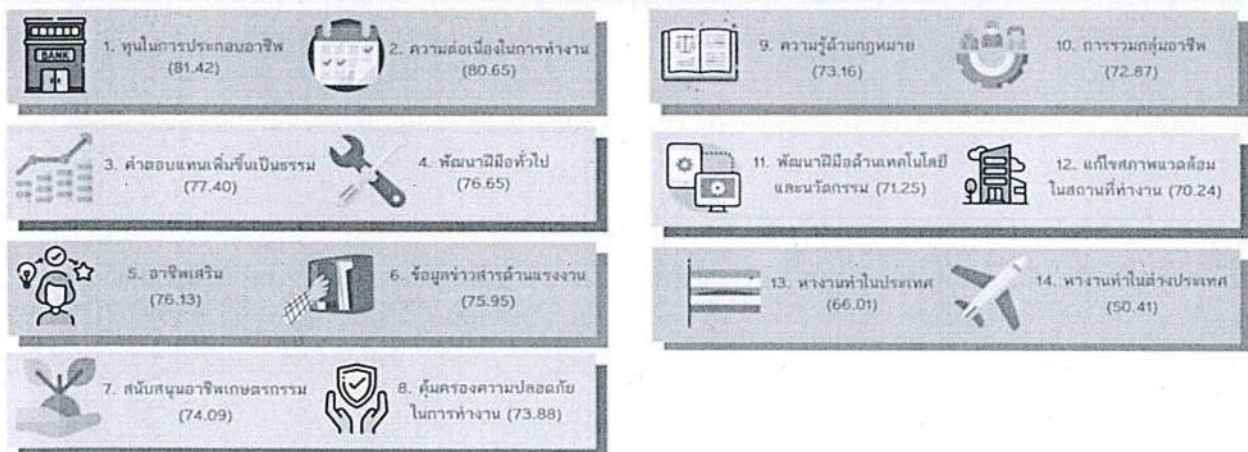 1. ทุนในการประกอบอาชีพ
(81.42)
BANK
2. ความต่อเนื่องในการทำงาน
(80.65)
3. ค่าตอบแทนเพิ่มขึ้นเป็นธรรม
(77.40)
4. พัฒนาฝีมือทั่วไป
(76.65)
5. อาชีพเสริม
(76.13)
6. ข้อมูลข่าวสารด้านแรงงาน
(75.95)
7. สนับสนุนอาชีพเกษตรกรรม
(74.09)
8. คุ้มครองความปลอดภัย
ในการทำงาน (73.88)
9. ความรู้ด้านกฎหมาย
(73.16)
10. การรวมกลุ่มอาชีพ
(72.87)
11. พัฒนาฝีมือด้านเทคโนโลยี
และนวัตกรรม (71.25)
12. แก้ไขสภาพแวดล้อม
ในสถานที่ทำงาน (70.24)
13. หางานทำในประเทศ
(66.01)
14. หางานทำในต่างประเทศ
(50.41)